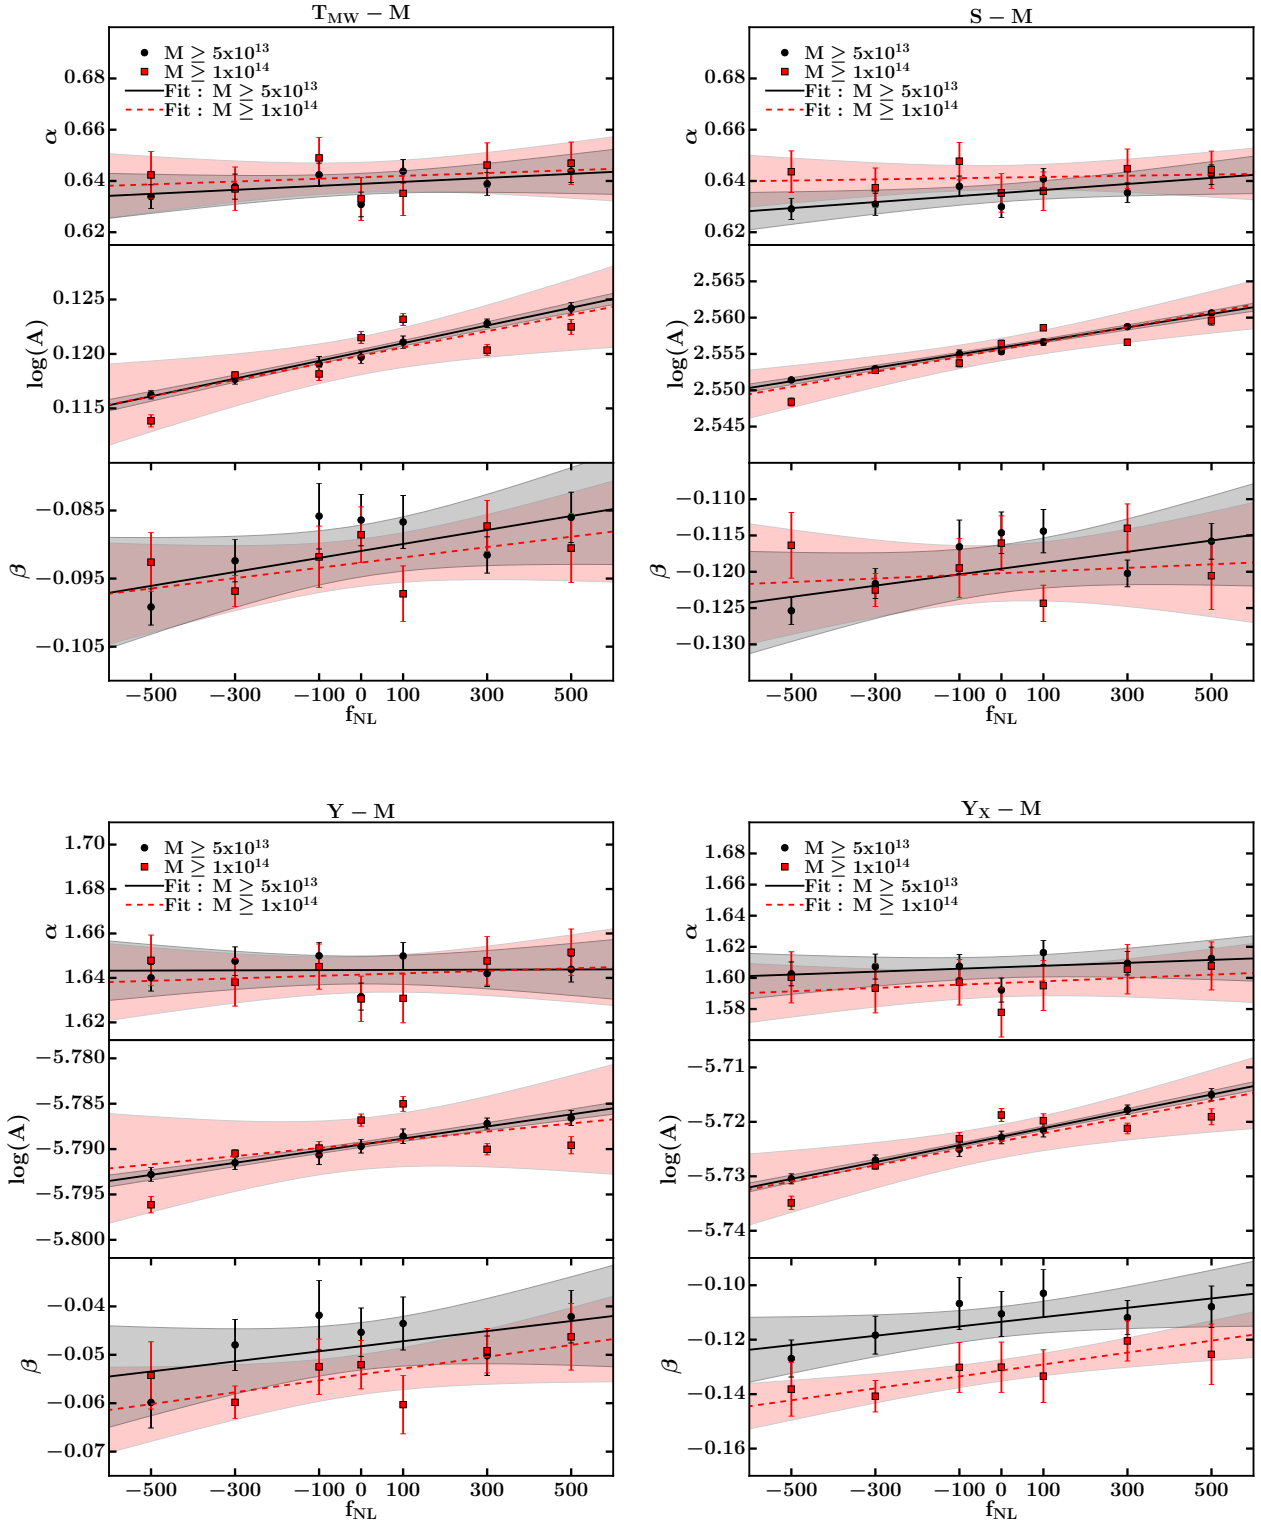 T_MW − M
M ≥ 5x10^13
M ≥ 1x10^14
Fit : M ≥ 5x10^13
Fit : M ≥ 1x10^14
α
0.68
0.66
0.64
0.62
log(A)
0.125
0.120
0.115
β
−0.085
−0.095
−0.105
−500 −300 −100 0 100 300 500
f_NL
S − M
M ≥ 5x10^13
M ≥ 1x10^14
Fit : M ≥ 5x10^13
Fit : M ≥ 1x10^14
α
0.68
0.66
0.64
0.62
log(A)
2.565
2.560
2.555
2.550
2.545
β
−0.110
−0.115
−0.120
−0.125
−0.130
−500 −300 −100 0 100 300 500
f_NL
Y − M
M ≥ 5x10^13
M ≥ 1x10^14
Fit : M ≥ 5x10^13
Fit : M ≥ 1x10^14
α
1.70
1.68
1.66
1.64
1.62
log(A)
−5.780
−5.785
−5.790
−5.795
−5.800
β
−0.04
−0.05
−0.06
−0.07
−500 −300 −100 0 100 300 500
f_NL
Y_X − M
M ≥ 5x10^13
M ≥ 1x10^14
Fit : M ≥ 5x10^13
Fit : M ≥ 1x10^14
α
1.68
1.66
1.64
1.62
1.60
1.58
log(A)
−5.71
−5.72
−5.73
−5.74
β
−0.10
−0.12
−0.14
−0.16
−500 −300 −100 0 100 300 500
f_NL